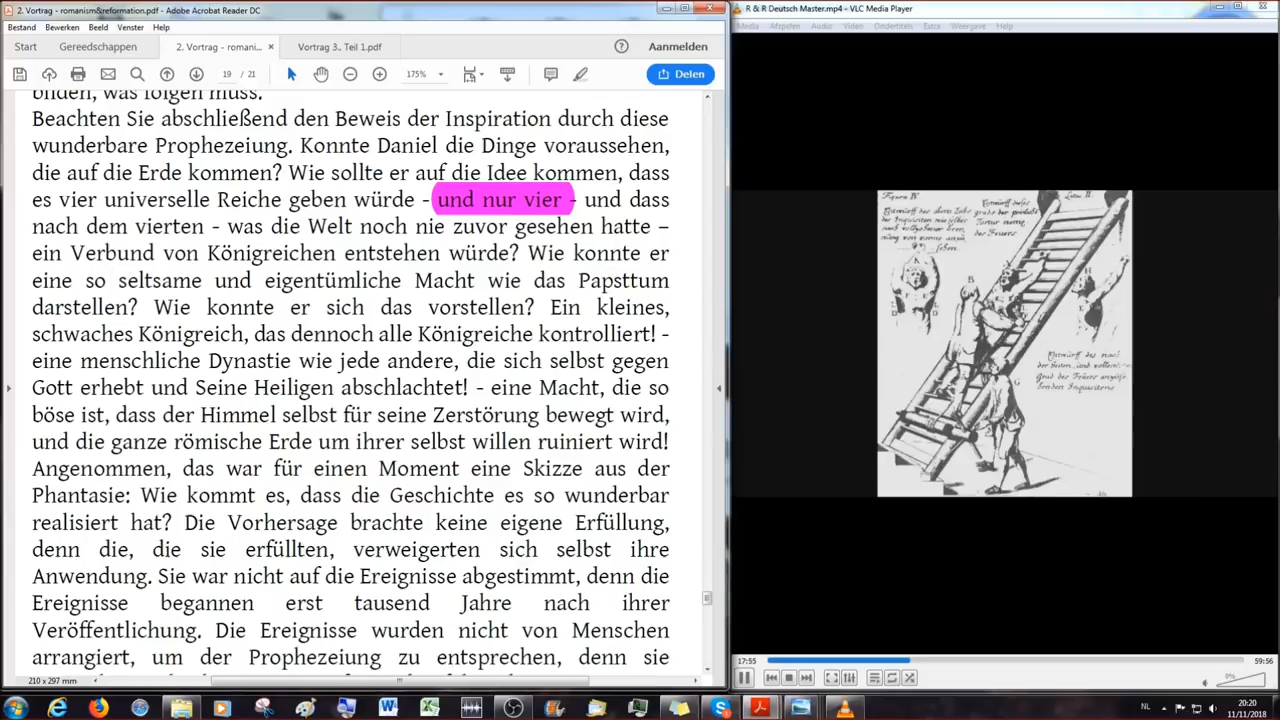 2. Vortrag - romanism&reformation.pdf - Adobe Acrobat Reader DC
Bestand Bewerken Beeld Venster Help
Start Gereedschappen 2. Vortrag - romani... × Vortrag 3.. Teil 1.pdf Aanmelden
19 / 21 175% Delen
bilden, was folgen muss.
Beachten Sie abschließend den Beweis der Inspiration durch diese
wunderbare Prophezeiung. Konnte Daniel die Dinge voraussehen,
die auf die Erde kommen? Wie sollte er auf die Idee kommen, dass
es vier universelle Reiche geben würde - und nur vier - und dass
nach dem vierten - was die Welt noch nie zuvor gesehen hatte –
ein Verbund von Königreichen entstehen würde? Wie konnte er
eine so seltsame und eigentümliche Macht wie das Papsttum
darstellen? Wie konnte er sich das vorstellen? Ein kleines,
schwaches Königreich, das dennoch alle Königreiche kontrolliert! -
eine menschliche Dynastie wie jede andere, die sich selbst gegen
Gott erhebt und Seine Heiligen vernichtet! - eine Macht, die so
böse ist, dass der Himmel selbst für seine Zerstörung bewegt wird,
und die ganze römische Erde um ihrer selbst willen ruiniert wird!
Angenommen, das war für einen Moment eine Skizze aus der
Phantasie: Wie kommt es, dass die Geschichte es so wunderbar
realisiert hat? Die Vorhersage brachte keine eigene Erfüllung,
denn die, die sie erfüllten, verweigerten sich selbst ihre
Anwendung. Sie war nicht auf die Ereignisse abgestimmt, denn die
Ereignisse begannen erst tausend Jahre nach ihrer
Veröffentlichung. Die Ereignisse wurden nicht von Menschen
arrangiert, um der Prophezeiung zu entsprechen, denn sie
210 x 297 mm
R & R Deutsch Master.mp4 - VLC Media Player
Media Afspelen Audio Video Ondertitels Extra Weergave Help
Figura IV.
17:55 59:56
0%
NL 20:20
11/11/2018